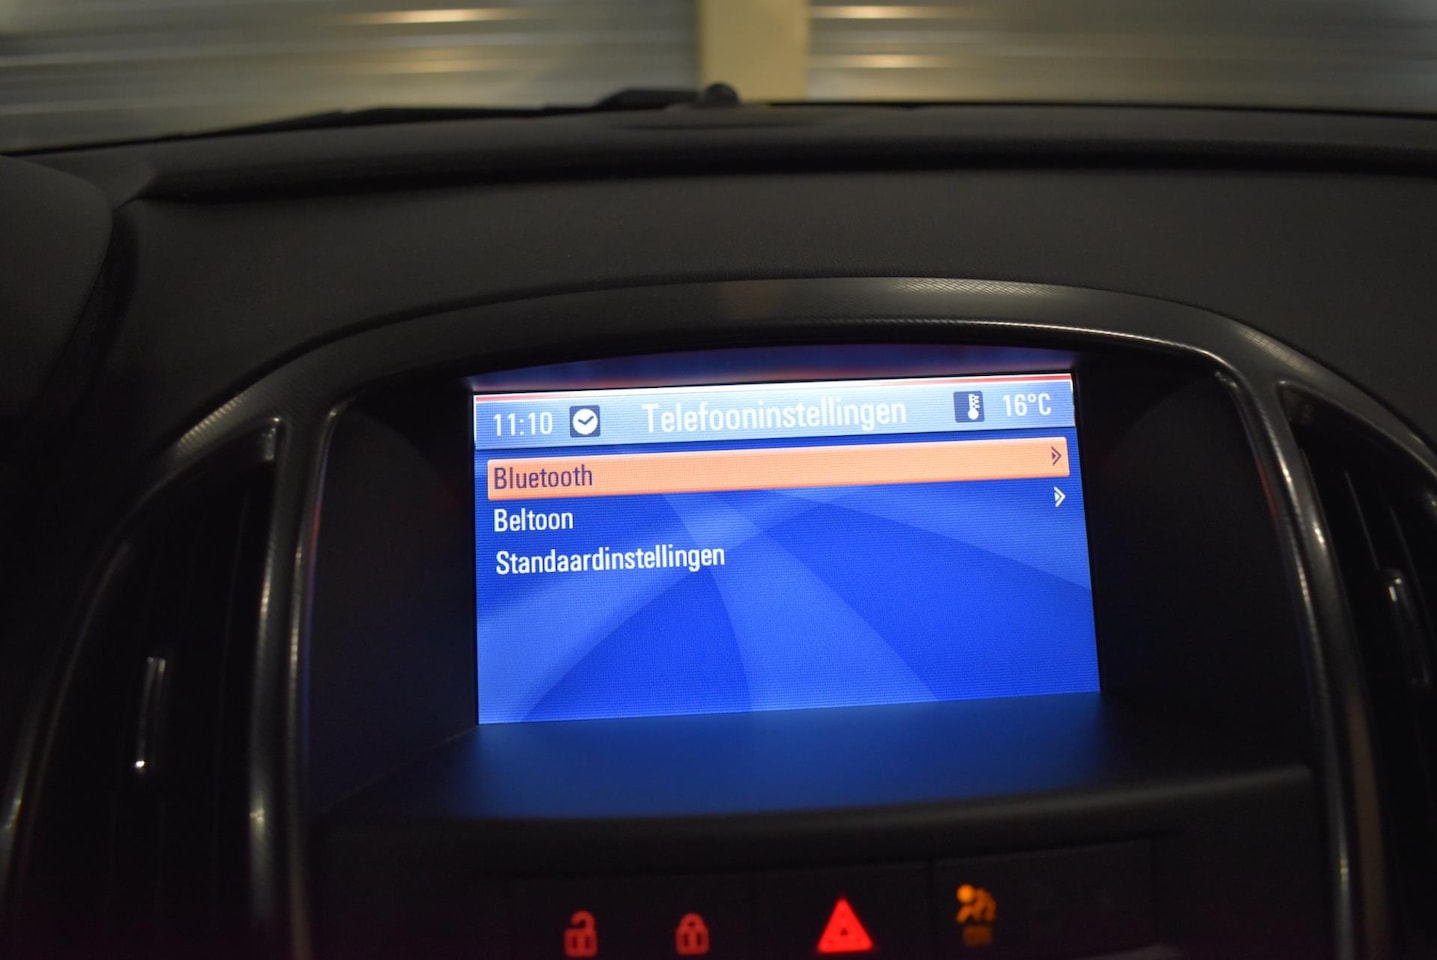 11:10 Telefooninstellingen 16°C
Bluetooth
Beltoon
Standaardinstellingen